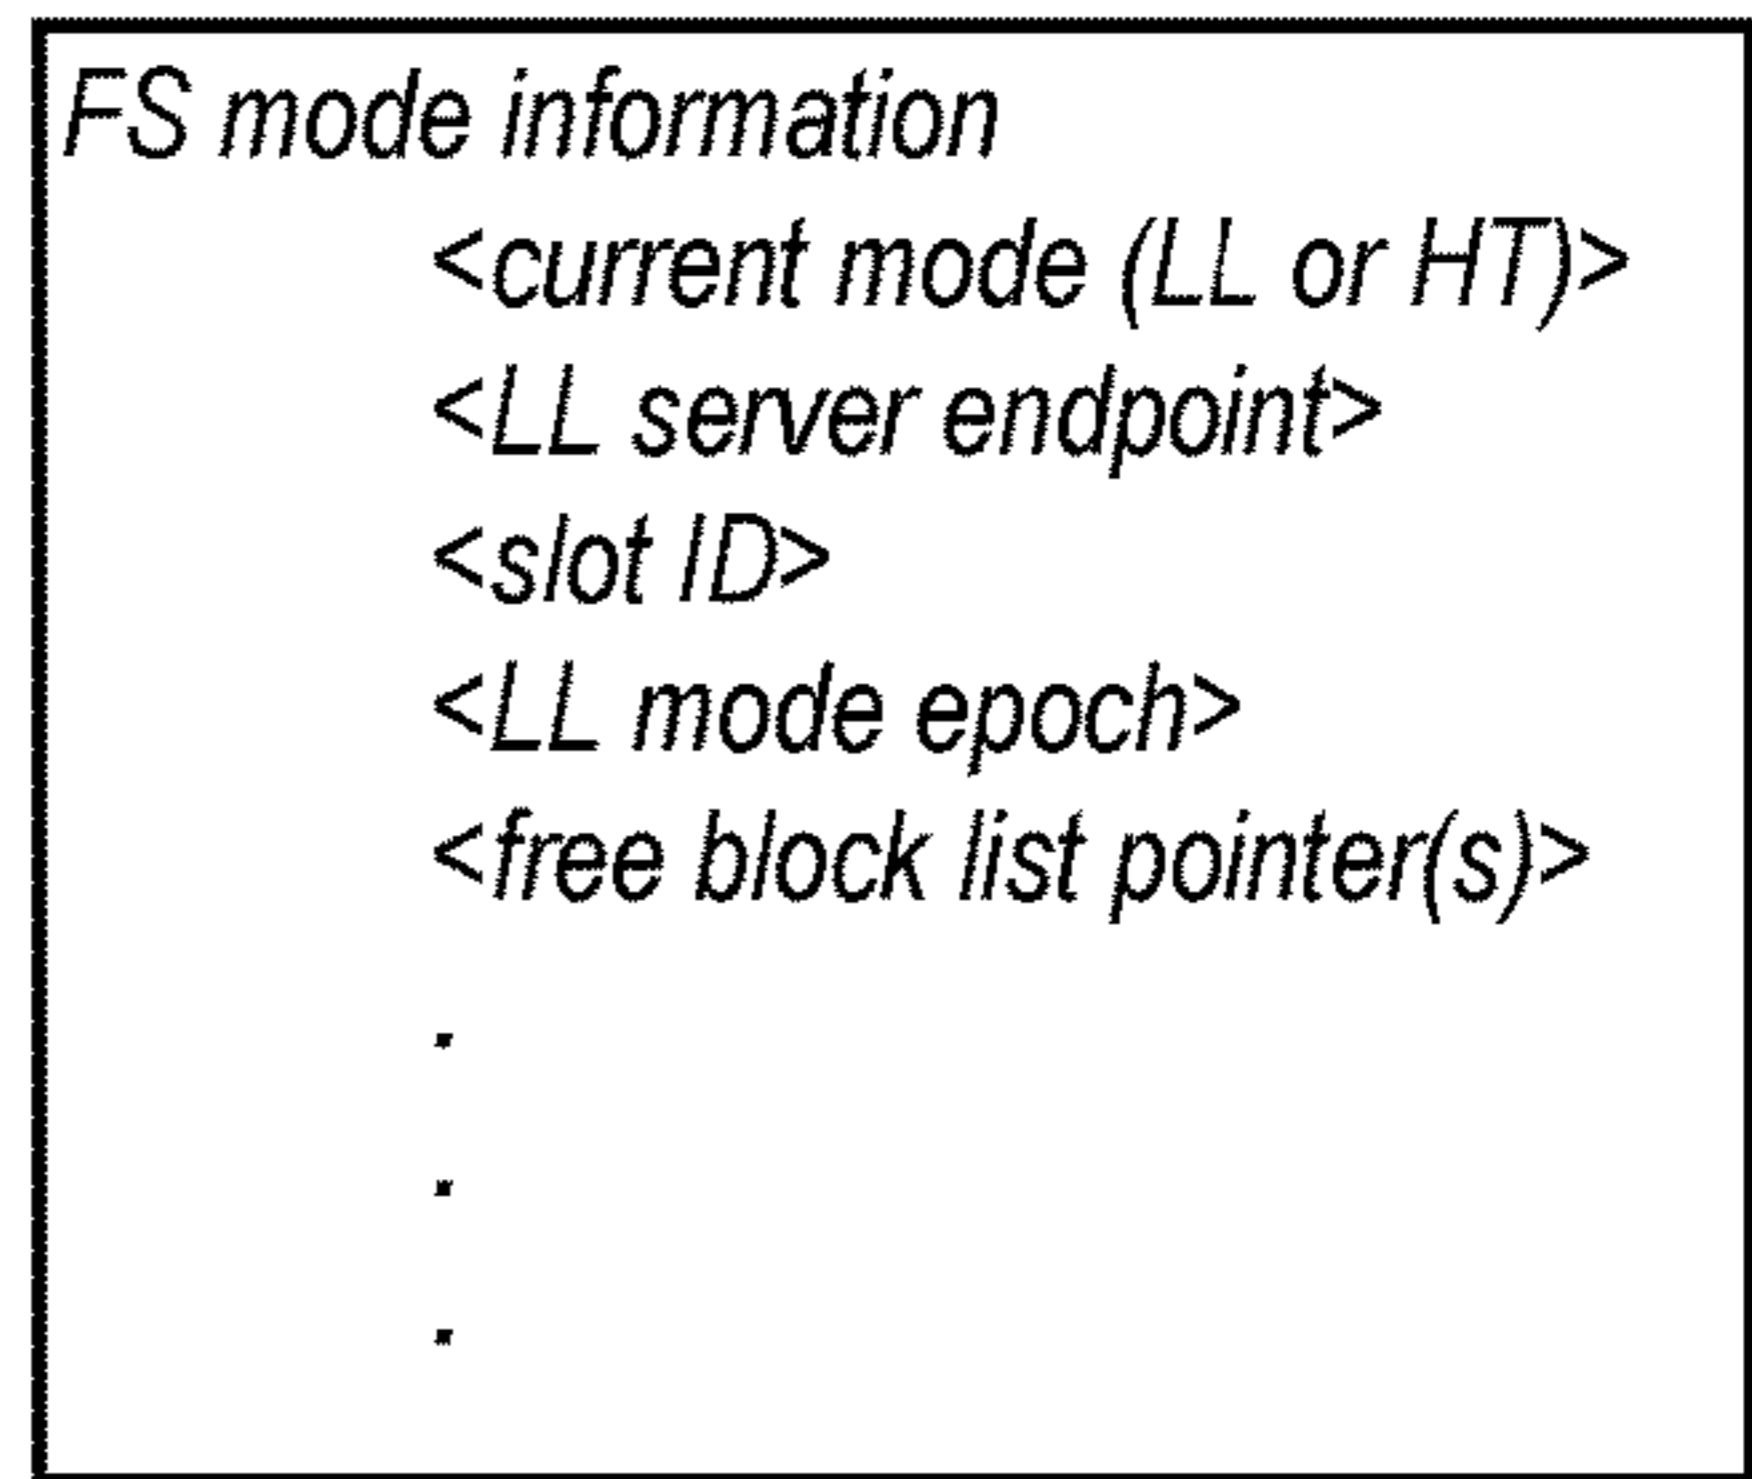 FS mode information
<current mode (LL or HT)>
<LL server endpoint>
<slot ID>
<LL mode epoch>
<free block list pointer(s)>
.
.
.